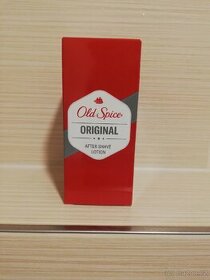 Old Spice
ORIGINAL
AFTER SHAVE
LOTION